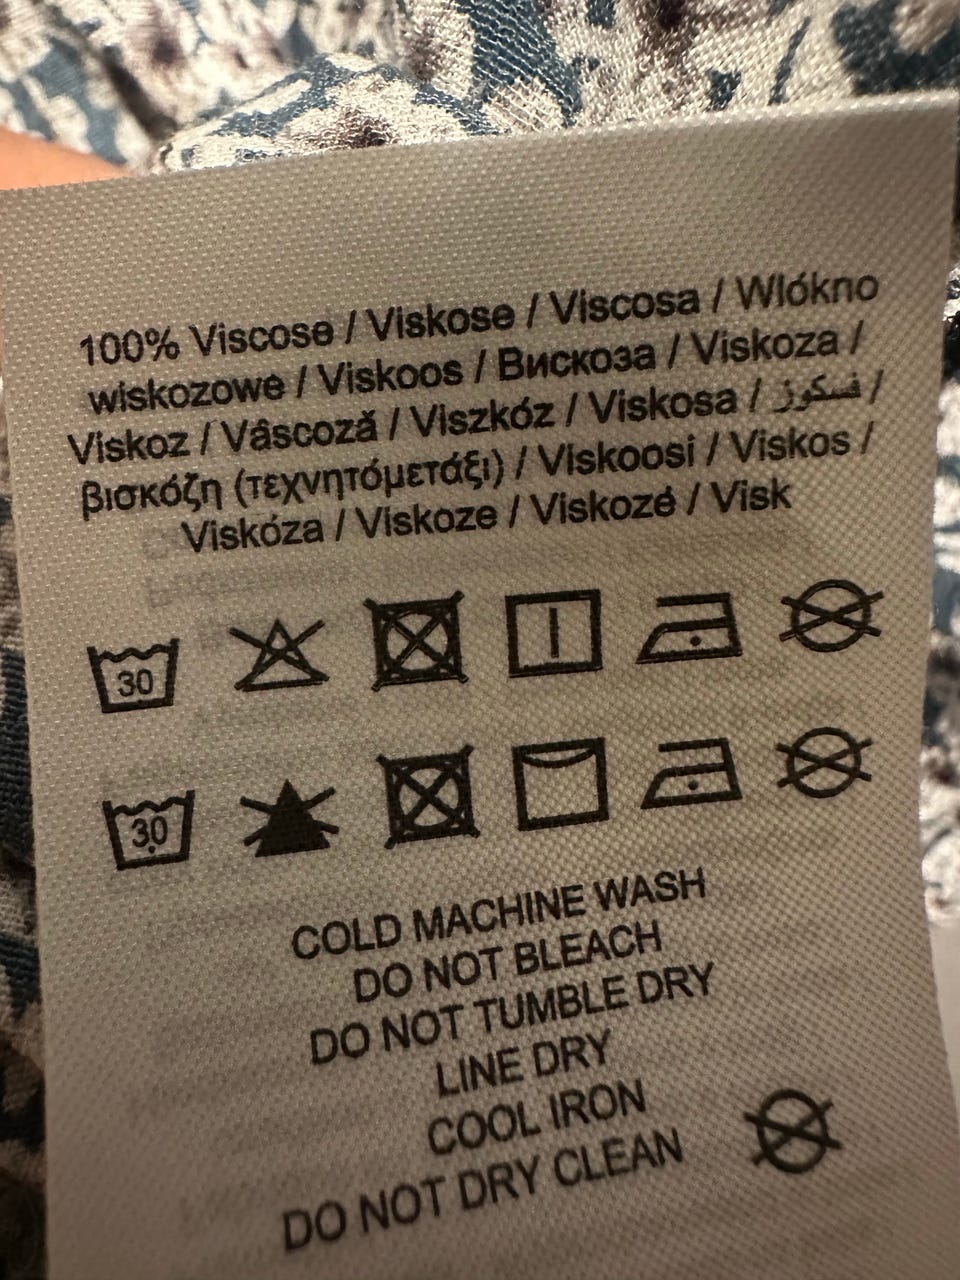 100% Viscose / Viskose / Viscosa / Wlókno
wiskozowe / Viskoos / Вискоза / Viskoza /
Viskoz / Vâscoză / Viszkóz / Viskosa / فسكوز /
βισκόζη (τεχνητόμετάξι) / Viskoosi / Viskos /
Viskóza / Viskoze / Viskozé / Visk
30
30
COLD MACHINE WASH
DO NOT BLEACH
DO NOT TUMBLE DRY
LINE DRY
COOL IRON
DO NOT DRY CLEAN